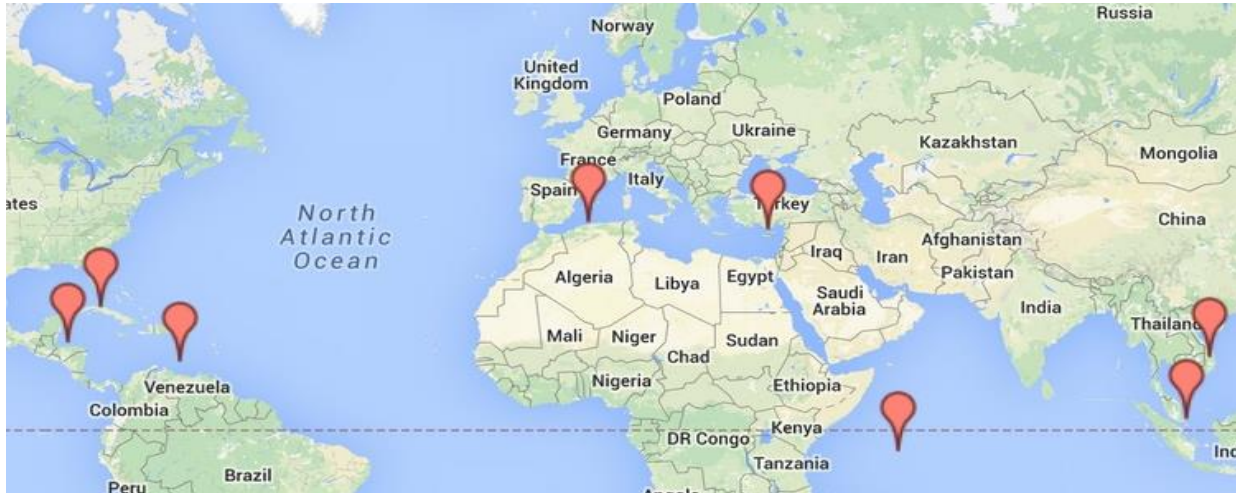 Norway
Russia
United
Kingdom
Poland
Germany
Ukraine
Kazakhstan
France
Mongolia
Italy
Spain
ates
North
Atlantic
Ocean
Turkey
China
Afghanistan
Iraq
Iran
Pakistan
Algeria
Libya
Egypt
Saudi
Arabia
India
Mali
Niger
Sudan
Thailand
Chad
Nigeria
Ethiopia
Venezuela
Colombia
Kenya
DR Congo
Tanzania
Ind
Brazil
Peru
Angola